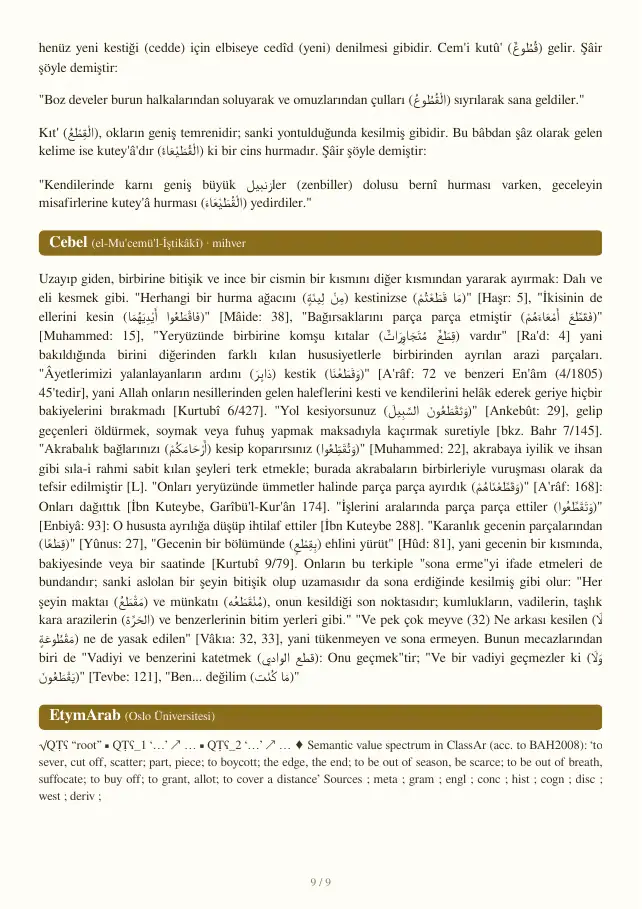 henüz yeni kestiği (cedde) için elbiseye cedîd (yeni) denilmesi gibidir. Cem'i kutû' (قُطُوعٌ) gelir. Şâir
şöyle demiştir:
"Boz develer burun halkalarından soluyarak ve omuzlarından çulları (الْقُطُوعُ) sıyrılarak sana geldiler."
Kıt' (الْقِطْعُ), okların geniş temrenidir; sanki yontulduğunda kesilmiş gibidir. Bu bâbdan şâz olarak gelen
kelime ise kutey'â'dır (الْقُطَيْعَاءُ) ki bir cins hurmadır. Şâir şöyle demiştir:
"Kendilerinde karnı geniş büyük زنبيلler (zenbiller) dolusu bernî hurması varken, geceleyin
misafirlerine kutey'â hurması (الْقُطَيْعَاءَ) yedirdiler."
Cebel (el-Mu'cemü'l-İştikâkî) · mihver
Uzayıp giden, birbirine bitişik ve ince bir cismin bir kısmını diğer kısmından yararak ayırmak: Dalı ve
eli kesmek gibi. "Herhangi bir hurma ağacını (مِنْ لِينَةٍ) kestinizse (مَا قَطَعْتُمْ)" [Haşr: 5], "İkisinin de
ellerini kesin (فَاقْطَعُوا أَيْدِيَهُمَا)" [Mâide: 38], "Bağırsaklarını parça parça etmiştir (فَقَطَّعَ أَمْعَاءَهُمْ)"
[Muhammed: 15], "Yeryüzünde birbirine komşu kıtalar (قِطَعٌ مُتَجَاوِرَاتٌ) vardır" [Ra'd: 4] yani
bakıldığında birini diğerinden farklı kılan hususiyetlerle birbirinden ayrılan arazi parçaları.
"Âyetlerimizi yalanlayanların ardını (دَابِرَ) kestik (وَقَطَعْنَا)" [A'râf: 72 ve benzeri En'âm (4/1805)
45'tedir], yani Allah onların nesillerinden gelen haleflerini kesti ve kendilerini helâk ederek geriye hiçbir
bakiyelerini bırakmadı [Kurtubî 6/427]. "Yol kesiyorsunuz (وَتَقْطَعُونَ السَّبِيلَ)" [Ankebût: 29], gelip
geçenleri öldürmek, soymak veya fuhuş yapmak maksadıyla kaçırmak suretiyle [bkz. Bahr 7/145].
"Akrabalık bağlarınızı (أَرْحَامَكُمْ) kesip koparırsınız (وَتُقَطِّعُوا)" [Muhammed: 22], akrabaya iyilik ve ihsan
gibi sıla-i rahmi sabit kılan şeyleri terk etmekle; burada akrabaların birbirleriyle vuruşması olarak da
tefsir edilmiştir [L]. "Onları yeryüzünde ümmetler halinde parça parça ayırdık (وَقَطَّعْنَاهُمْ)" [A'râf: 168]:
Onları dağıttık [İbn Kuteybe, Garîbü'l-Kur'ân 174]. "İşlerini aralarında parça parça ettiler (وَتَقَطَّعُوا)"
[Enbiyâ: 93]: O hususta ayrılığa düşüp ihtilaf ettiler [İbn Kuteybe 288]. "Karanlık gecenin parçalarından
(قِطَعًا)" [Yûnus: 27], "Gecenin bir bölümünde (بِقِطْعٍ) ehlini yürüt" [Hûd: 81], yani gecenin bir kısmında,
bakiyesinde veya bir saatinde [Kurtubî 9/79]. Onların bu terkiple "sona erme"yi ifade etmeleri de
bundandır; sanki aslolan bir şeyin bitişik olup uzamasıdır da sona erdiğinde kesilmiş gibi olur: "Her
şeyin maktaı (مَقْطَعُ) ve münkatıı (مُنْقَطَعُه), onun kesildiği son noktasıdır; kumlukların, vadilerin, taşlık
kara arazilerin (الحَرَّة) ve benzerlerinin bitim yerleri gibi." "Ve pek çok meyve (32) Ne arkası kesilen (لَا
مَقْطُوعَةٍ) ne de yasak edilen" [Vâkıa: 32, 33], yani tükenmeyen ve sona ermeyen. Bunun mecazlarından
biri de "Vadiyi ve benzerini katetmek (قطع الوادي): Onu geçmek"tir; "Ve bir vadiyi geçmezler ki (وَلَا
يَقْطَعُونَ)" [Tevbe: 121], "Ben... değilim (مَا كُنْت)"
EtymArab (Oslo Üniversitesi)
√QṬʕ “root” ▪ QṬʕ_1 ‘…’ ↗ … ▪ QṬʕ_2 ‘…’ ↗ … ♦ Semantic value spectrum in ClassAr (acc. to BAH2008): ‘to
sever, cut off, scatter; part, piece; to boycott; the edge, the end; to be out of season, be scarce; to be out of breath,
suffocate; to buy off; to grant, allot; to cover a distance’ Sources ; meta ; gram ; engl ; conc ; hist ; cogn ; disc ;
west ; deriv ;
9 / 9